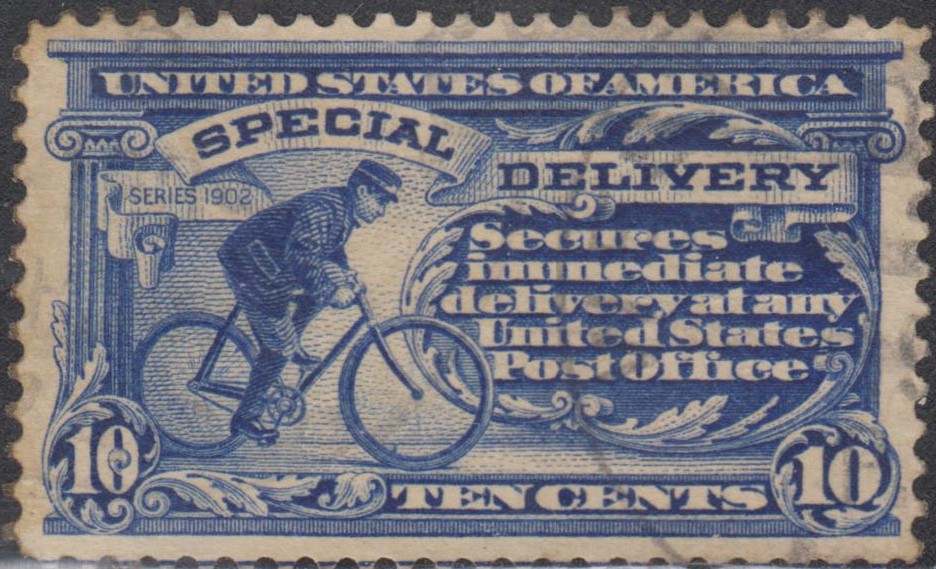 UNITED STATES OF AMERICA
SPECIAL
DELIVERY
SERIES 1902
Secures
immediate
delivery at any
United States
Post Office
10
TEN CENTS
10